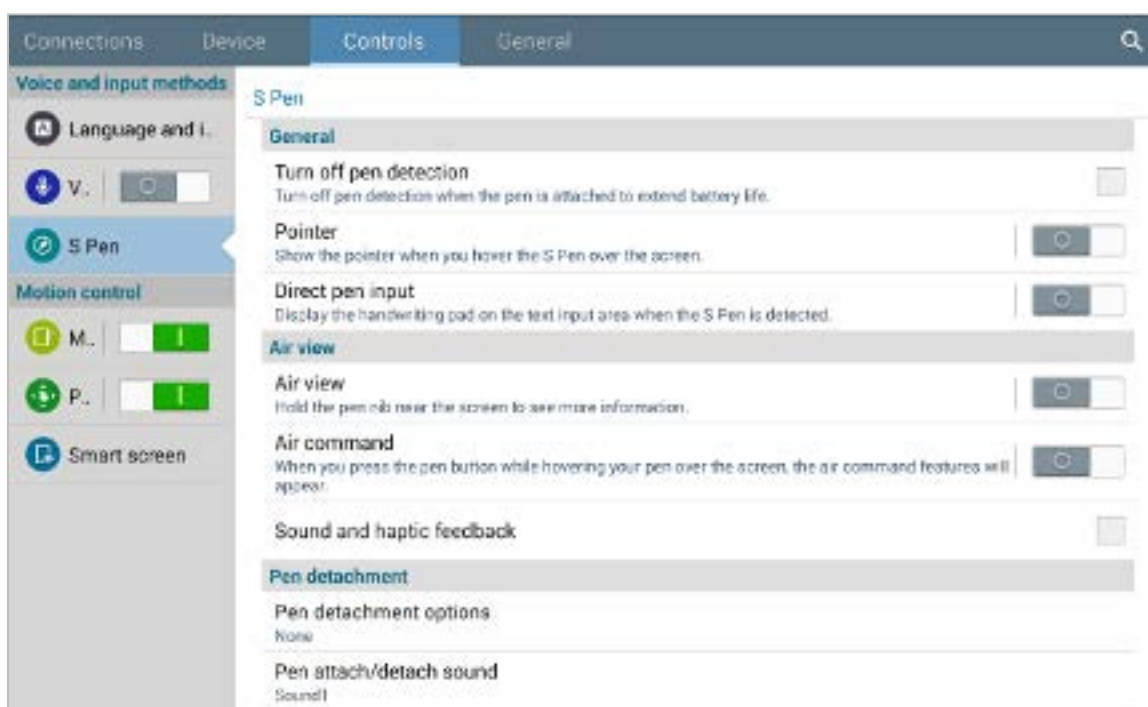 Connections Device Controls General
Voice and input methods
Language and i..
V..
S Pen
Motion control
M..
P..
Smart screen
S Pen
General
Turn off pen detection
Turn off pen detection when the pen is attached to extend battery life.
Pointer
Show the pointer when you hover the S Pen over the screen.
Direct pen input
Display the handwriting pad on the text input area when the S Pen is detected.
Air view
Air view
Hold the pen nib near the screen to see more information.
Air command
When you press the pen button while hovering your pen over the screen, the air command features will
appear.
Sound and haptic feedback
Pen detachment
Pen detachment options
None
Pen attach/detach sound
Sound1